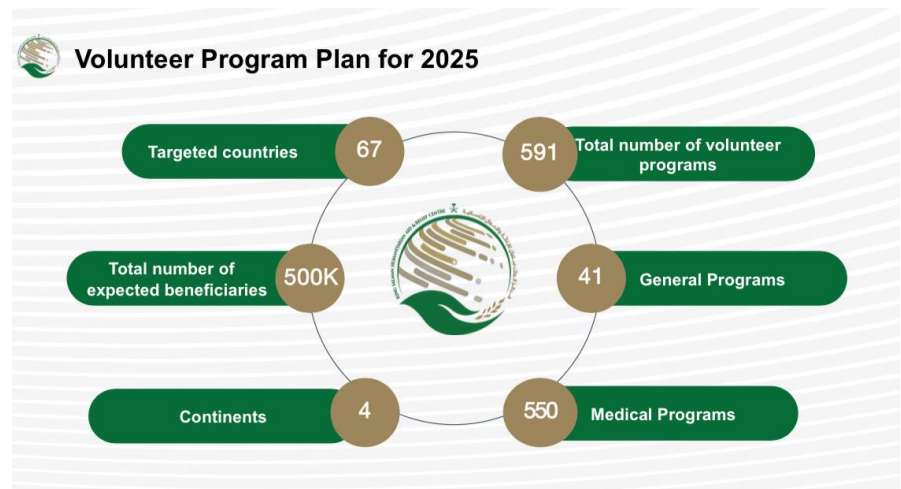 Volunteer Program Plan for 2025
Targeted countries
67
591
Total number of volunteer
programs
Total number of
expected beneficiaries
500K
41
General Programs
Continents
4
550
Medical Programs